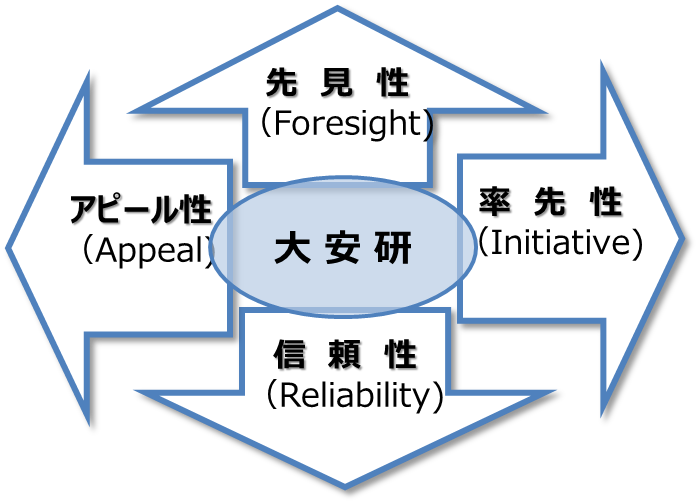 先見性
（Foresight)
アピール性
（Appeal)
大安研
率先性
（Initiative)
信頼性
（Reliability)